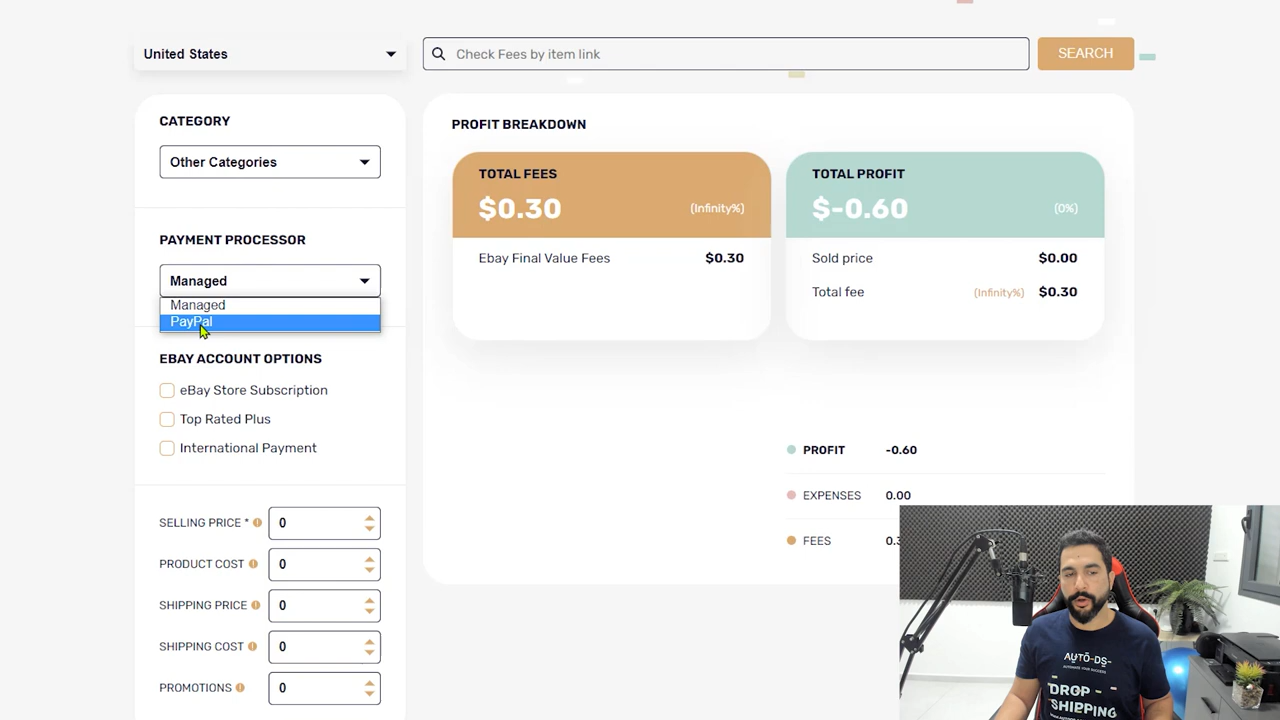 United States
Check Fees by item link
SEARCH
CATEGORY
Other Categories
PAYMENT PROCESSOR
Managed
Managed
PayPal
EBAY ACCOUNT OPTIONS
eBay Store Subscription
Top Rated Plus
International Payment
SELLING PRICE * 0
PRODUCT COST 0
SHIPPING PRICE 0
SHIPPING COST 0
PROMOTIONS 0
PROFIT BREAKDOWN
TOTAL FEES
$0.30 (Infinity%)
Ebay Final Value Fees $0.30
TOTAL PROFIT
$-0.60 (0%)
Sold price $0.00
Total fee (Infinity%) $0.30
PROFIT -0.60
EXPENSES 0.00
FEES
AUTO-DS-
AUTOMATE YOUR SUCCESS
DROP
SHIPPING